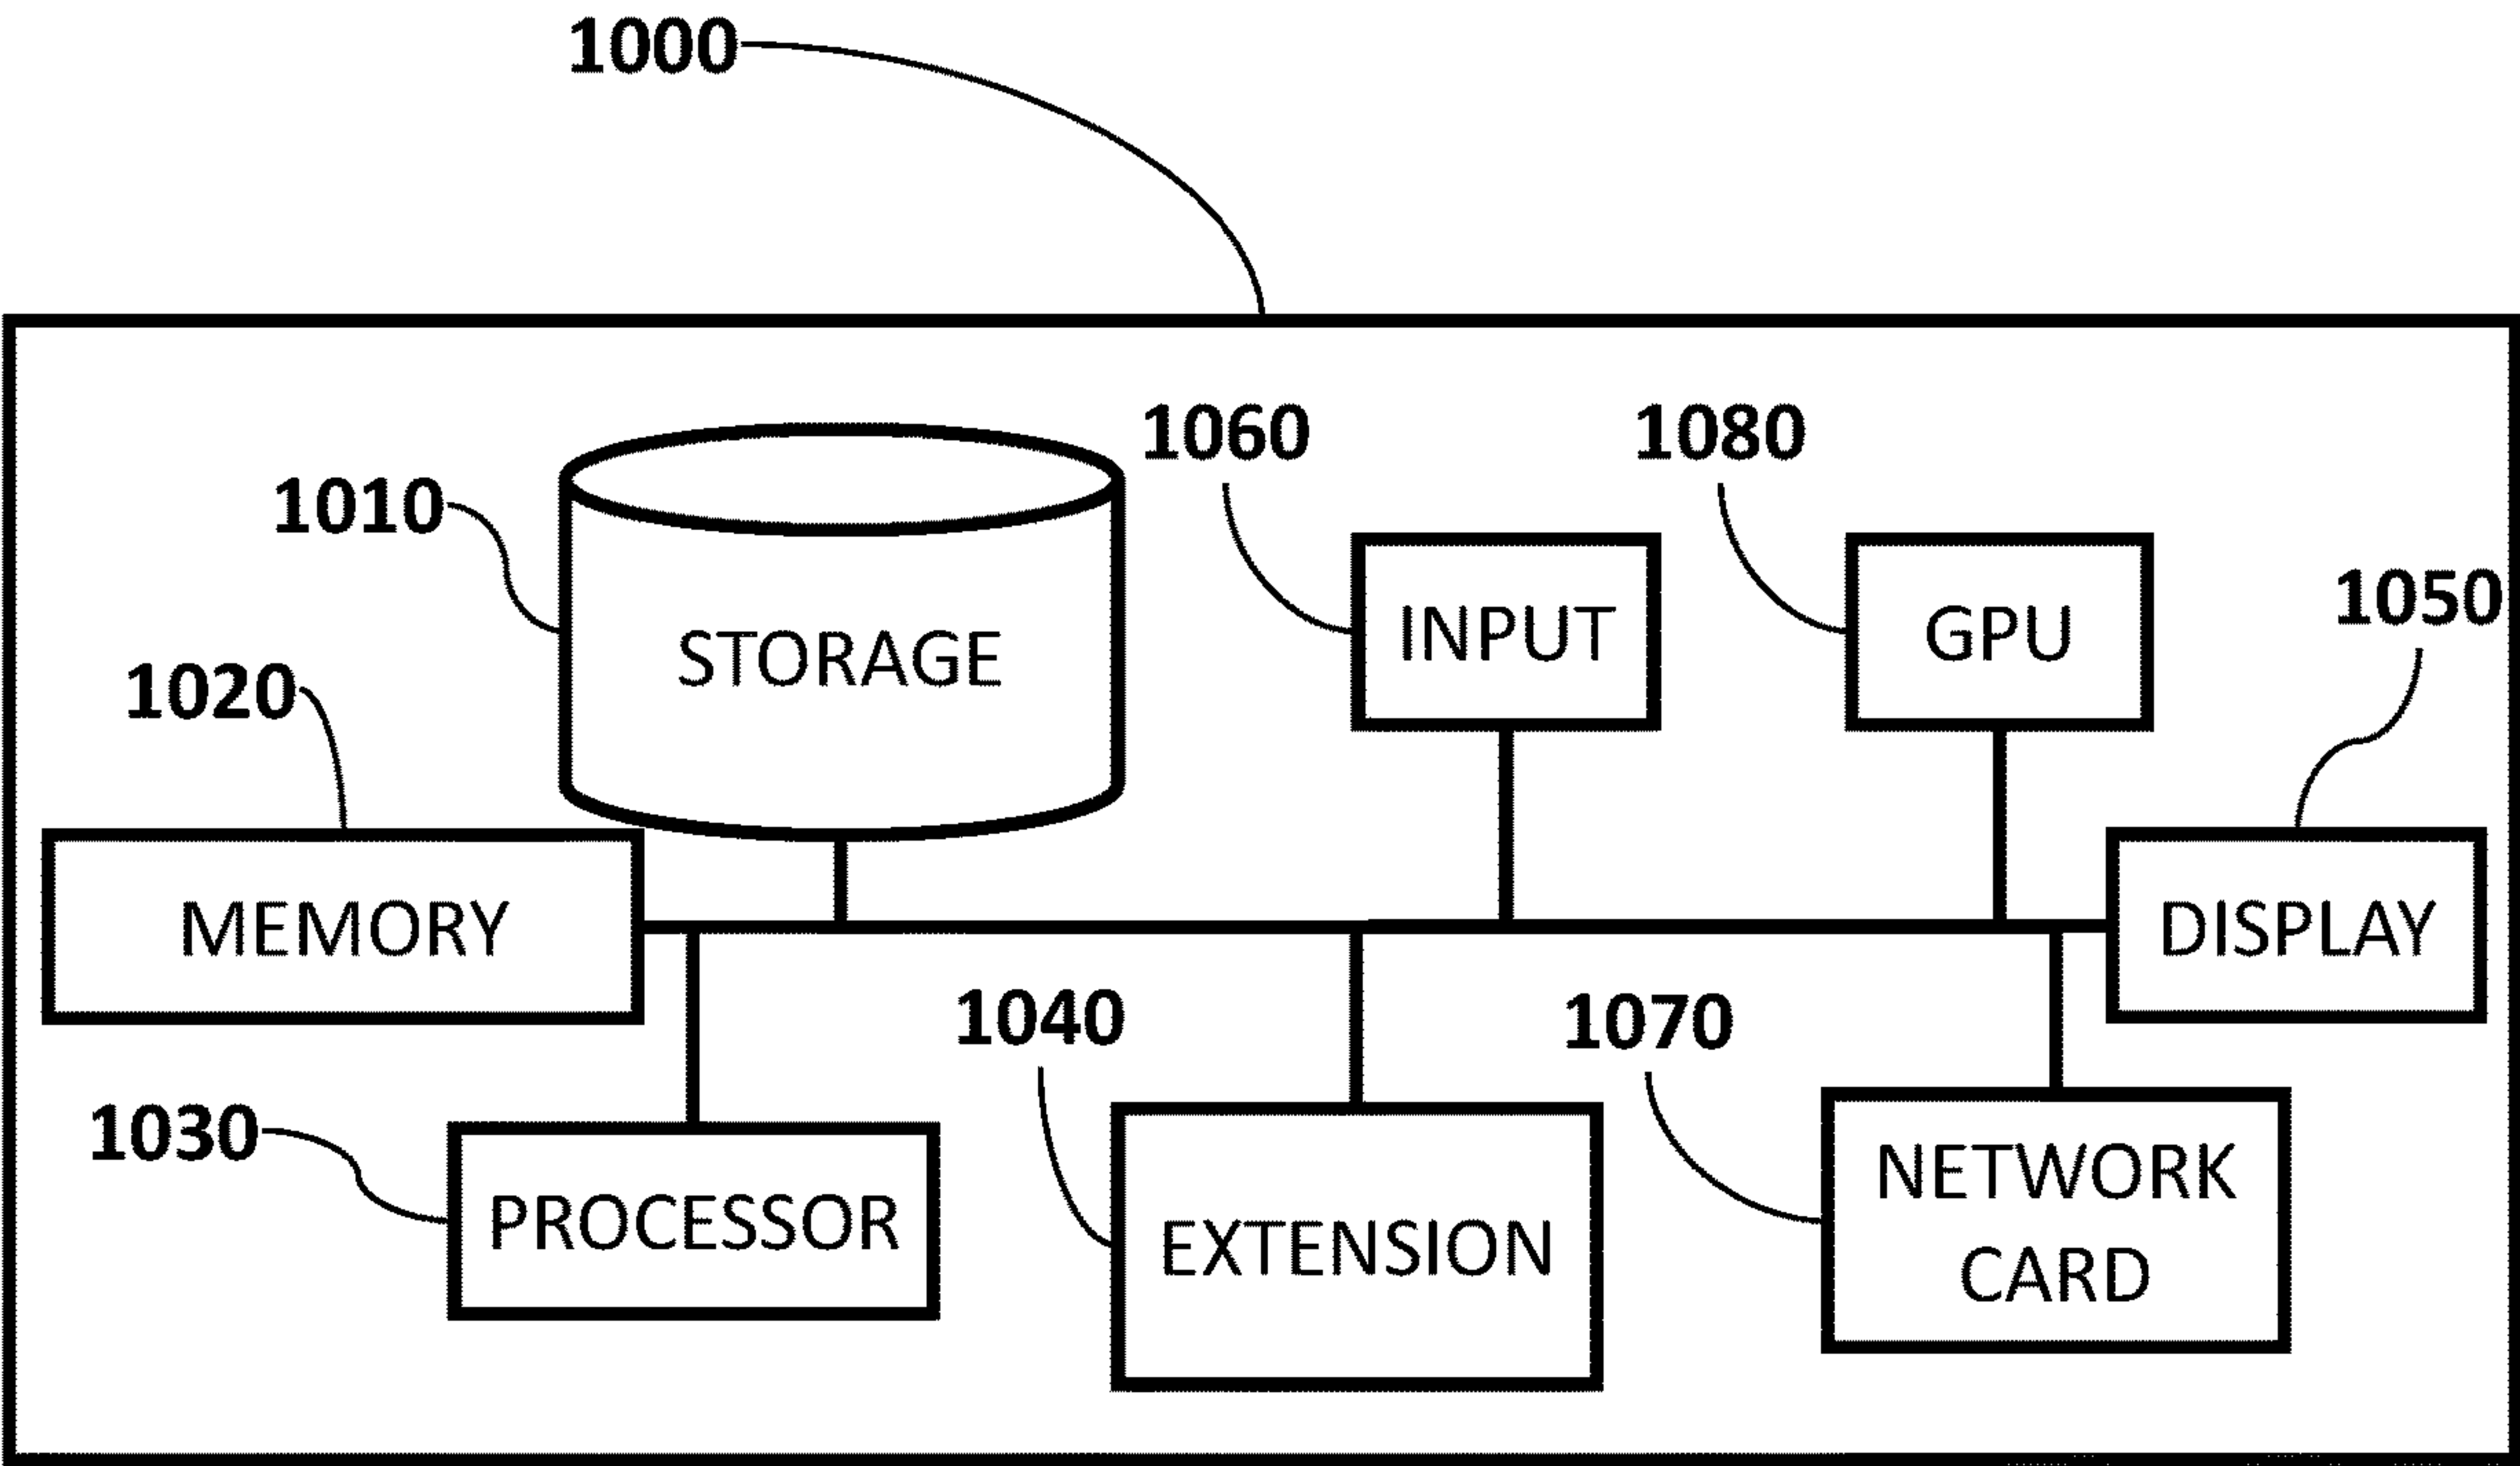 1000
1060
1080
1010
1050
STORAGE
INPUT
GPU
1020
MEMORY
DISPLAY
1040
1070
1030
PROCESSOR
EXTENSION
NETWORK
CARD